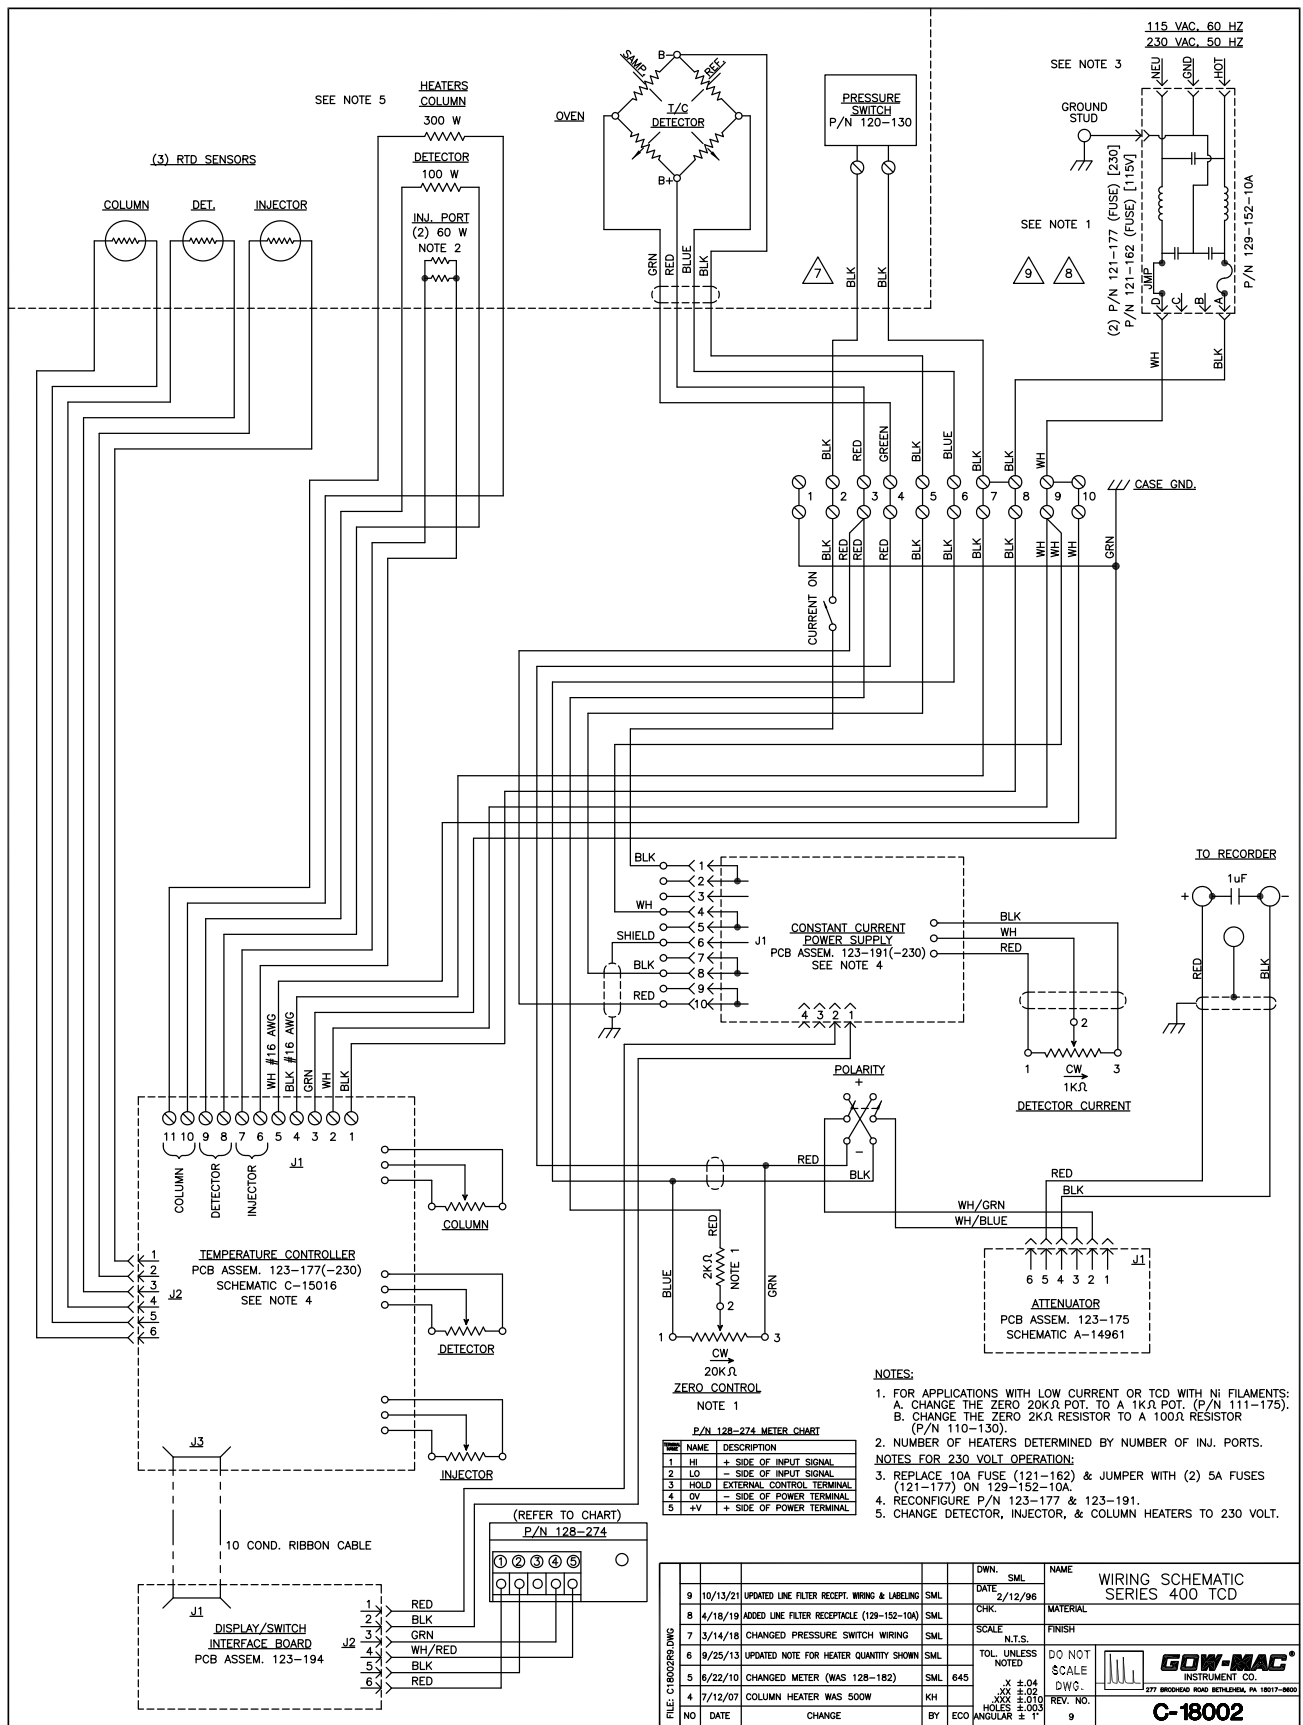 115 VAC, 60 HZ
230 VAC, 50 HZ
SEE NOTE 3
NEU
GND
HOT
GROUND
STUD
(2) P/N 121-177 (FUSE) [230]
P/N 121-162 (FUSE) [115V]
P/N 129-152-10A
SEE NOTE 1
9
8
JMP
D
C
B
A
WH
BLK
SEE NOTE 5
HEATERS
COLUMN
300 W
DETECTOR
100 W
INJ. PORT
(2) 60 W
NOTE 2
(3) RTD SENSORS
COLUMN
DET.
INJECTOR
OVEN
SAMP.
REF.
B-
T/C
DETECTOR
B+
GRN
RED
BLUE
BLK
PRESSURE
SWITCH
P/N 120-130
7
BLK
BLK
BLK
RED
GREEN
BLK
BLUE
BLK
BLK
WH
1
2
3
4
5
6
7
8
9
10
CASE GND.
BLK
RED
RED
RED
BLK
BLK
BLK
BLK
WH
WH
WH
GRN
CURRENT ON
BLK
WH
SHIELD
BLK
RED
1
2
3
4
5
6
7
8
9
10
J1
CONSTANT CURRENT
POWER SUPPLY
PCB ASSEM. 123-191(-230)
SEE NOTE 4
4 3 2 1
BLK
WH
RED
2
1
3
CW
1KΩ
DETECTOR CURRENT
TO RECORDER
1uF
+
-
RED
BLK
POLARITY
+
-
RED
BLK
WH/GRN
WH/BLUE
RED
BLK
J1
6 5 4 3 2 1
ATTENUATOR
PCB ASSEM. 123-175
SCHEMATIC A-14961
BLUE
RED
2KΩ
NOTE 1
GRN
2
1
3
CW
20KΩ
ZERO CONTROL
NOTE 1
WH #16 AWG
BLK #16 AWG
GRN
WH
BLK
11 10 9 8 7 6 5 4 3 2 1
COLUMN
DETECTOR
INJECTOR
J1
COLUMN
TEMPERATURE CONTROLLER
PCB ASSEM. 123-177(-230)
SCHEMATIC C-15016
SEE NOTE 4
1
2
3
4
5
6
J2
DETECTOR
INJECTOR
J3
10 COND. RIBBON CABLE
J1
DISPLAY/SWITCH
INTERFACE BOARD
PCB ASSEM. 123-194
J2
1 RED
2 BLK
3 GRN
4 WH/RED
5 BLK
6 RED
(REFER TO CHART)
P/N 128-274
1 2 3 4 5
P/N 128-274 METER CHART
NAME DESCRIPTION
1 HI + SIDE OF INPUT SIGNAL
2 LO - SIDE OF INPUT SIGNAL
3 HOLD EXTERNAL CONTROL TERMINAL
4 0V - SIDE OF POWER TERMINAL
5 +V + SIDE OF POWER TERMINAL
NOTES:
1. FOR APPLICATIONS WITH LOW CURRENT OR TCD WITH Ni FILAMENTS:
A. CHANGE THE ZERO 20KΩ POT. TO A 1KΩ POT. (P/N 111-175).
B. CHANGE THE ZERO 2KΩ RESISTOR TO A 100Ω RESISTOR
(P/N 110-130).
2. NUMBER OF HEATERS DETERMINED BY NUMBER OF INJ. PORTS.
NOTES FOR 230 VOLT OPERATION:
3. REPLACE 10A FUSE (121-162) & JUMPER WITH (2) 5A FUSES
(121-177) ON 129-152-10A.
4. RECONFIGURE P/N 123-177 & 123-191.
5. CHANGE DETECTOR, INJECTOR, & COLUMN HEATERS TO 230 VOLT.
FILE: C18002R9.DWG
9 10/13/21 UPDATED LINE FILTER RECEPT. WIRING & LABELING SML
8 4/18/19 ADDED LINE FILTER RECEPTACLE (129-152-10A) SML
7 3/14/18 CHANGED PRESSURE SWITCH WIRING SML
6 9/25/13 UPDATED NOTE FOR HEATER QUANTITY SHOWN SML
5 6/22/10 CHANGED METER (WAS 128-182) SML 645
4 7/12/07 COLUMN HEATER WAS 500W KH
NO DATE CHANGE BY ECO
DWN. SML
DATE 2/12/96
CHK.
SCALE N.T.S.
TOL. UNLESS
NOTED
.X ±.04
.XX ±.02
.XXX ±.010
HOLES ±.003
ANGULAR ± 1°
NAME
WIRING SCHEMATIC
SERIES 400 TCD
MATERIAL
FINISH
DO NOT
SCALE
DWG.
REV. NO.
9
GOW-MAC®
INSTRUMENT CO.
277 BRODHEAD ROAD BETHLEHEM, PA 18017-8600
C-18002